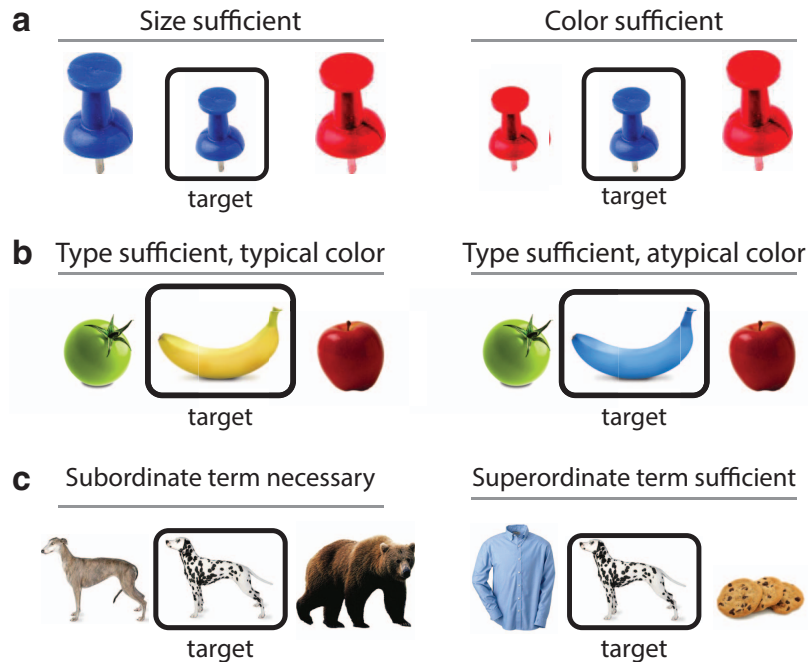 a
Size sufficient
Color sufficient
target
target
b
Type sufficient, typical color
Type sufficient, atypical color
target
target
c
Subordinate term necessary
Superordinate term sufficient
target
target